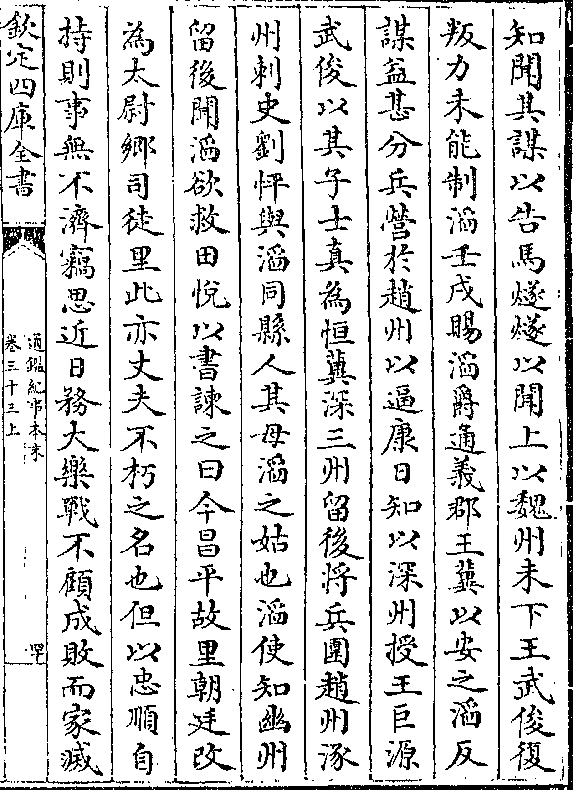 知聞其謀以告馬燧燧以聞上以魏州未下王武俊復
叛力未能制滔壬戌賜滔爵通義郡王冀以安之滔反
謀益甚分兵營於趙州以逼康日知以深州授王巨源
武俊以其子士真為恒冀深三州留後将兵圍趙州涿
州刺史劉怦與滔同縣人其母滔之姑也滔使知幽州
留後聞滔欲救田悅以書諫之曰今昌平故里朝廷改
為太尉鄉司徒里此亦丈夫不朽之名也但以忠順自
持則事無不濟竊思近日務大樂戰不顧成敗而家滅
欽定四庫全書
通鑑紀事本末
卷三十三上